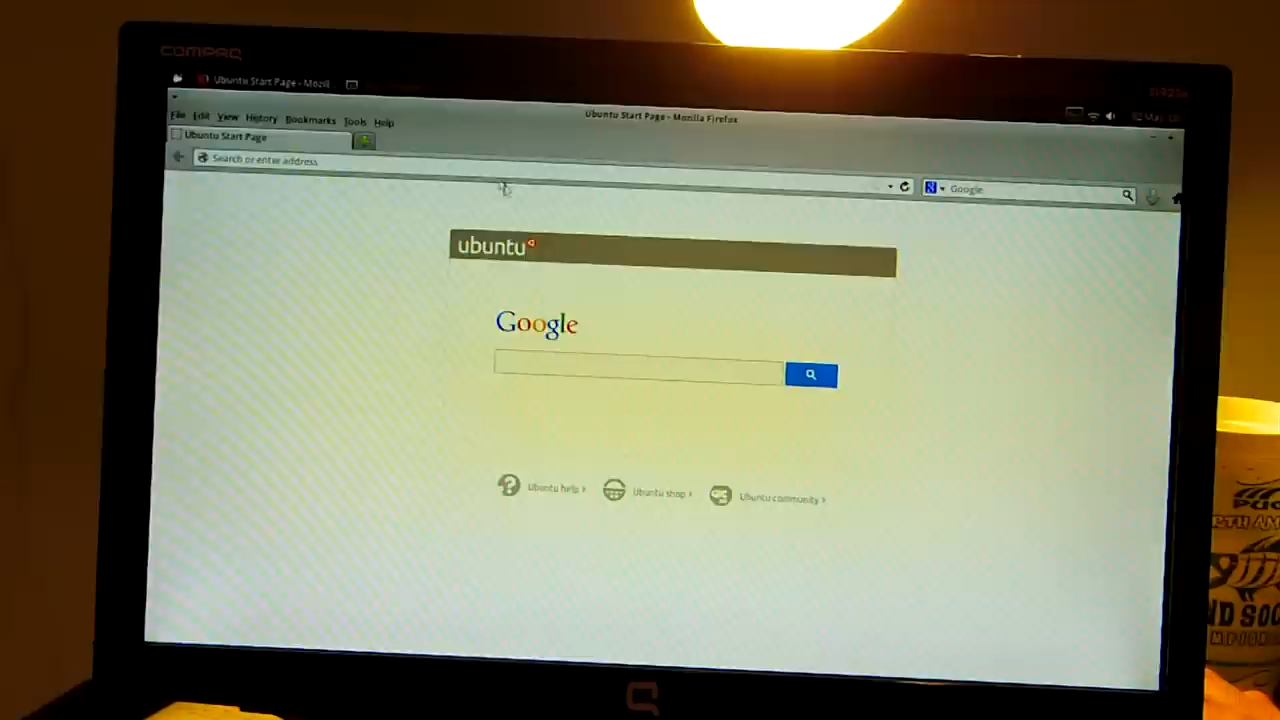 COMPAQ
Ubuntu Start Page - Mozill
File Edit View History Bookmarks Tools Help
Ubuntu Start Page - Mozilla Firefox
Ubuntu Start Page
Search or enter address
Google
ubuntu
Google
Ubuntu help ›
Ubuntu shop ›
Ubuntu community ›